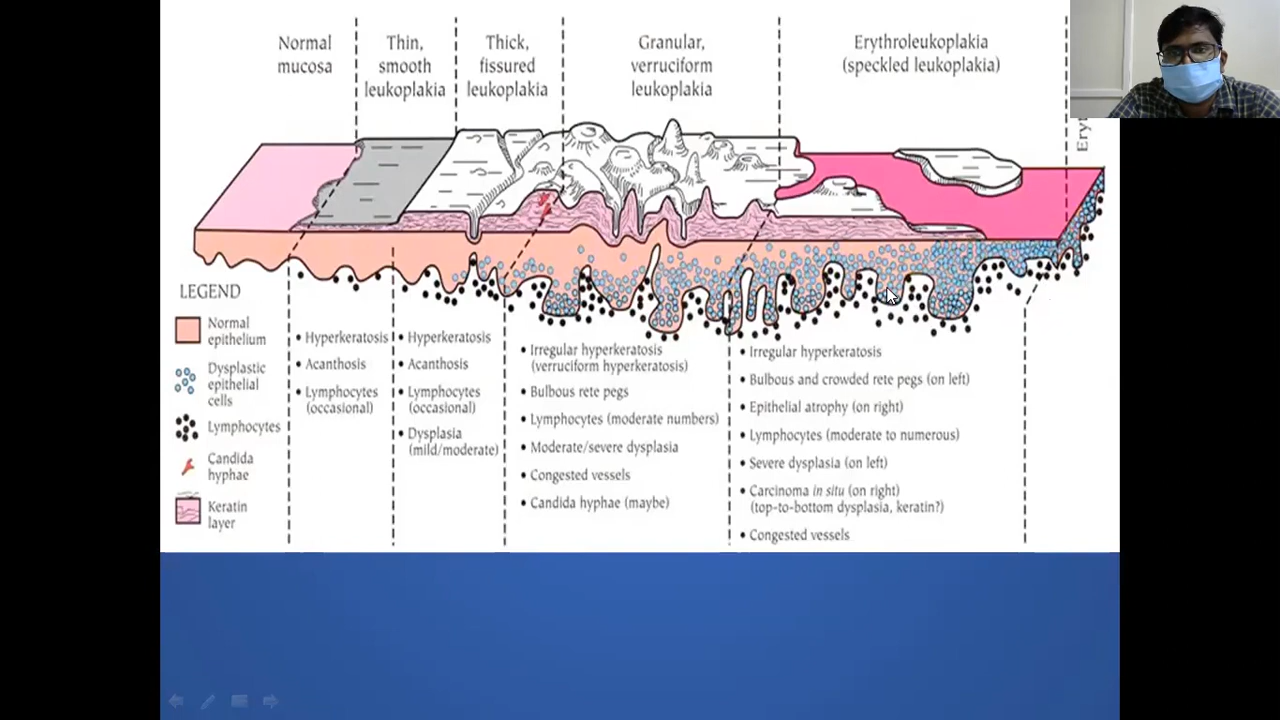 Normal
mucosa
Thin,
smooth
leukoplakia
Thick,
fissured
leukoplakia
Granular,
verruciform
leukoplakia
Erythroleukoplakia
(speckled leukoplakia)
LEGEND
Normal
epithelium
Dysplastic
epithelial
cells
Lymphocytes
Candida
hyphae
Keratin
layer
• Hyperkeratosis
• Acanthosis
• Lymphocytes
(occasional)
• Hyperkeratosis
• Acanthosis
• Lymphocytes
(occasional)
• Dysplasia
(mild/moderate)
• Irregular hyperkeratosis
(verruciform hyperkeratosis)
• Bulbous rete pegs
• Lymphocytes (moderate numbers)
• Moderate/severe dysplasia
• Congested vessels
• Candida hyphae (maybe)
• Irregular hyperkeratosis
• Bulbous and crowded rete pegs (on left)
• Epithelial atrophy (on right)
• Lymphocytes (moderate to numerous)
• Severe dysplasia (on left)
• Carcinoma in situ (on right)
(top-to-bottom dysplasia, keratin?)
• Congested vessels